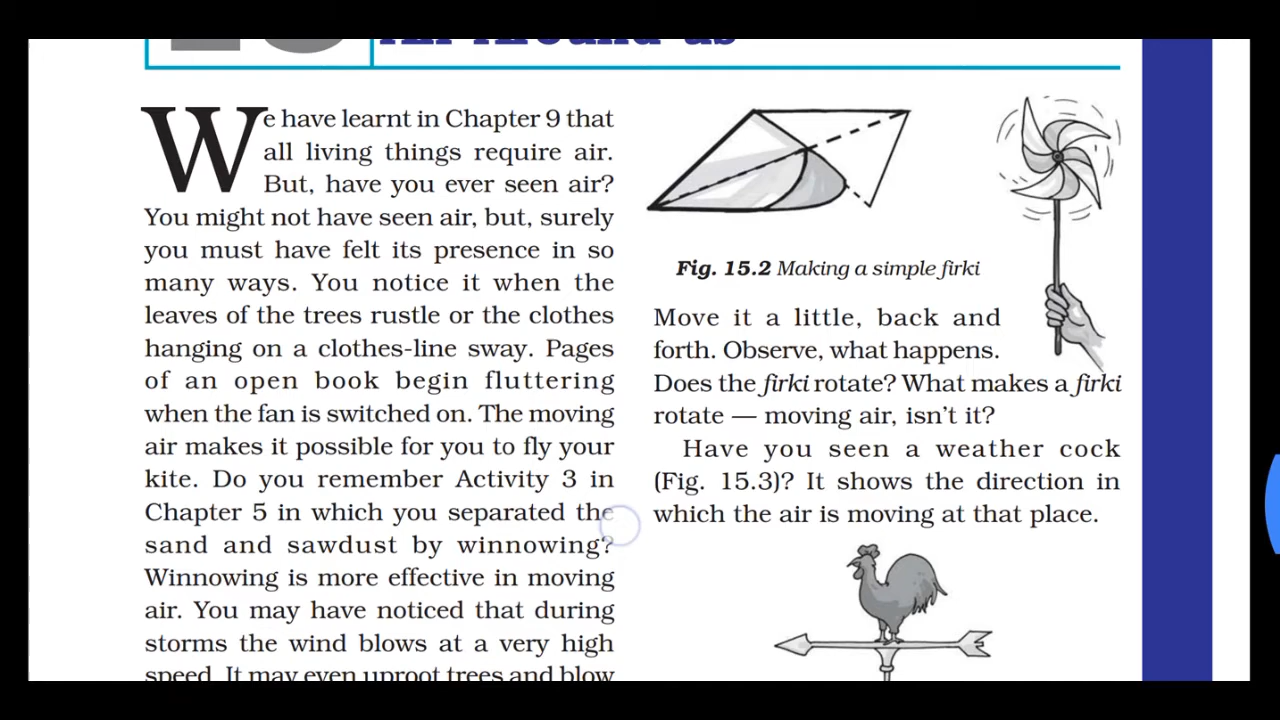 Air Around us
We have learnt in Chapter 9 that
all living things require air.
But, have you ever seen air?
You might not have seen air, but, surely
you must have felt its presence in so
many ways. You notice it when the
leaves of the trees rustle or the clothes
hanging on a clothes-line sway. Pages
of an open book begin fluttering
when the fan is switched on. The moving
air makes it possible for you to fly your
kite. Do you remember Activity 3 in
Chapter 5 in which you separated the
sand and sawdust by winnowing?
Winnowing is more effective in moving
air. You may have noticed that during
storms the wind blows at a very high
speed. It may even uproot trees and blow
Fig. 15.2 Making a simple firki
Move it a little, back and
forth. Observe, what happens.
Does the firki rotate? What makes a firki
rotate — moving air, isn't it?
Have you seen a weather cock
(Fig. 15.3)? It shows the direction in
which the air is moving at that place.